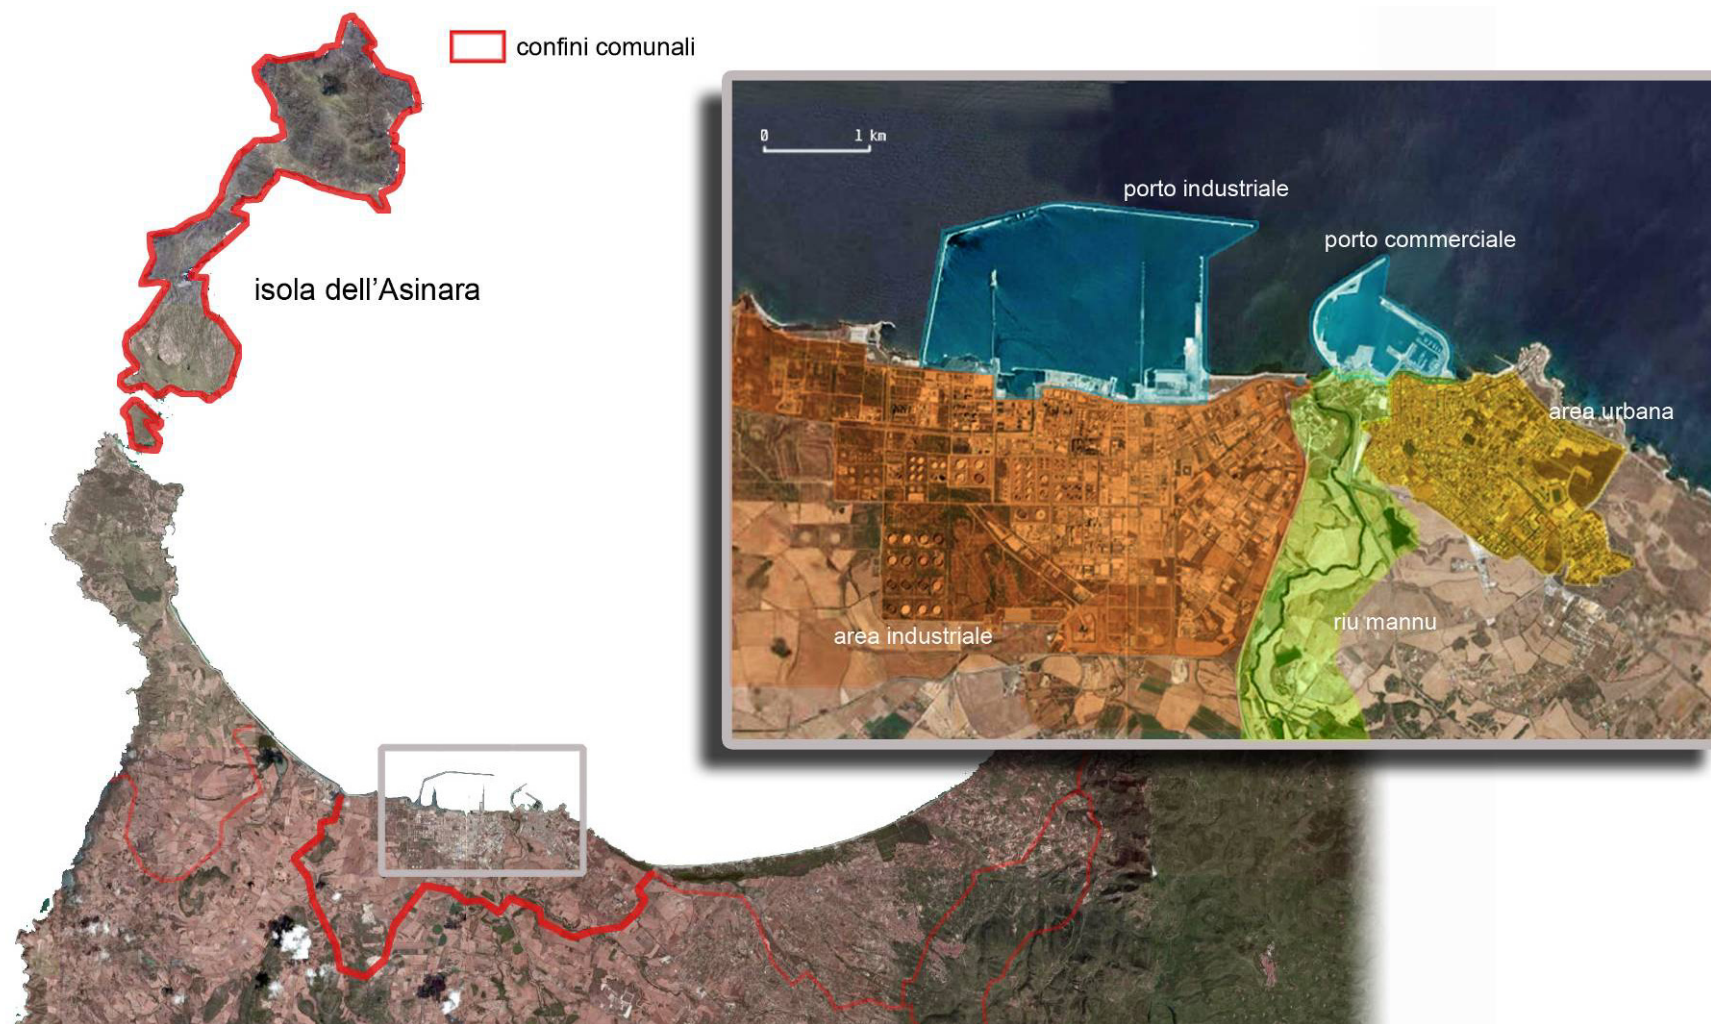 confini comunali
0 1 km
porto industriale
porto commerciale
isola dell'Asinara
area urbana
riu mannu
area industriale